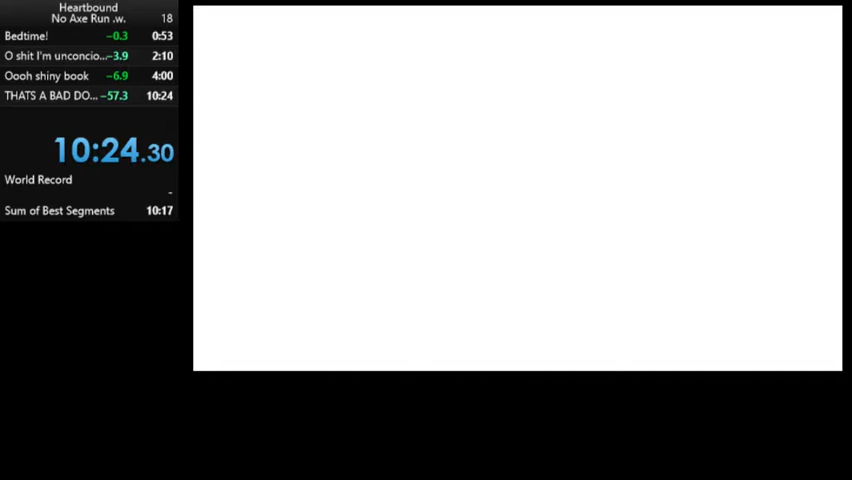 Heartbound
No Axe Run .w. 18
Bedtime! −0.3 0:53
O shit I'm unconcio... −3.9 2:10
Oooh shiny book −6.9 4:00
THATS A BAD DO... −57.3 10:24
10:24.30
World Record
-
Sum of Best Segments 10:17